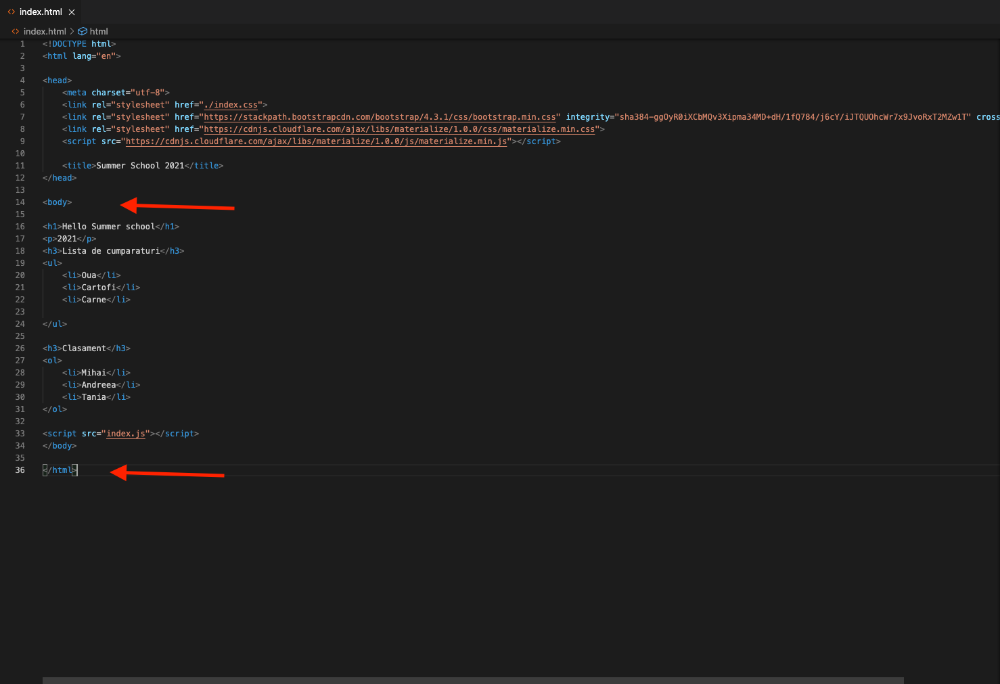 index.html
index.html > html
1 <!DOCTYPE html>
2 <html lang="en">
3
4 <head>
5 <meta charset="utf-8">
6 <link rel="stylesheet" href="./index.css">
7 <link rel="stylesheet" href="https://stackpath.bootstrapcdn.com/bootstrap/4.3.1/css/bootstrap.min.css" integrity="sha384-ggOyR0iXCbMQv3Xipma34MD+dH/1fQ784/j6cY/iJTQUOhcWr7x9JvoRxT2MZw1T" cross
8 <link rel="stylesheet" href="https://cdnjs.cloudflare.com/ajax/libs/materialize/1.0.0/css/materialize.min.css">
9 <script src="https://cdnjs.cloudflare.com/ajax/libs/materialize/1.0.0/js/materialize.min.js"></script>
10
11 <title>Summer School 2021</title>
12 </head>
13
14 <body>
15
16 <h1>Hello Summer school</h1>
17 <p>2021</p>
18 <h3>Lista de cumparaturi</h3>
19 <ul>
20 <li>Oua</li>
21 <li>Cartofi</li>
22 <li>Carne</li>
23
24 </ul>
25
26 <h3>Clasament</h3>
27 <ol>
28 <li>Mihai</li>
29 <li>Andreea</li>
30 <li>Tania</li>
31 </ol>
32
33 <script src="index.js"></script>
34 </body>
35
36 </html>